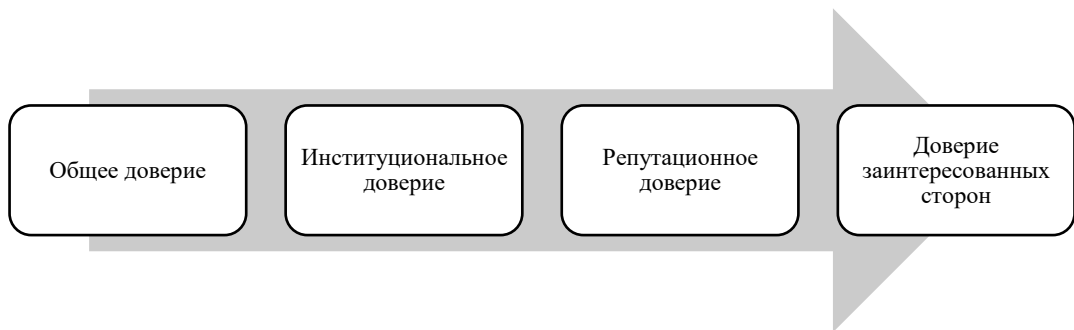 Общее доверие
Институциональное
доверие
Репутационное
доверие
Доверие
заинтересованных
сторон